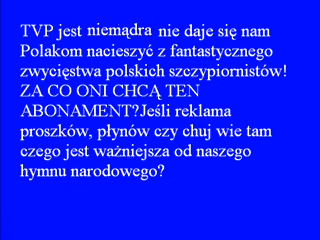 TVP jest niemądra nie daje się nam
Polakom nacieszyć z fantastycznego
zwycięstwa polskich szczypiornistów!
ZA CO ONI CHCĄ TEN
ABONAMENT?Jeśli reklama
proszków, płynów czy chuj wie tam
czego jest ważniejsza od naszego
hymnu narodowego?